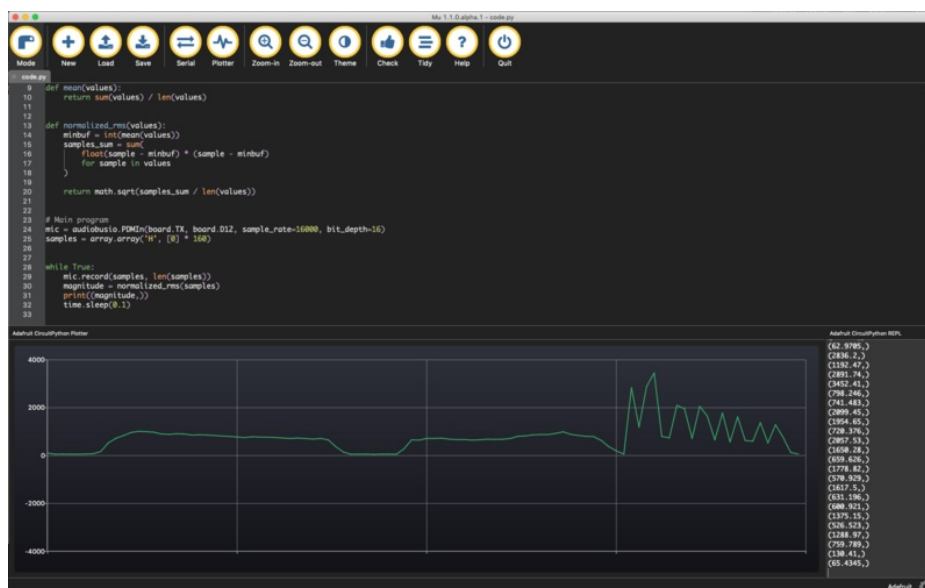 Mu 1.1.0.alpha.1 - code.py
Mode New Load Save Serial Plotter Zoom-in Zoom-out Theme Check Tidy Help Quit
code.py
9 def mean(values):
10 return sum(values) / len(values)
11
12
13 def normalized_rms(values):
14 minbuf = int(mean(values))
15 samples_sum = sum(
16 float(sample - minbuf) * (sample - minbuf)
17 for sample in values
18 )
19
20 return math.sqrt(samples_sum / len(values))
21
22
23 # Main program
24 mic = audiobusio.PDMIn(board.TX, board.D12, sample_rate=16000, bit_depth=16)
25 samples = array.array('H', [0] * 160)
26
27
28 while True:
29 mic.record(samples, len(samples))
30 magnitude = normalized_rms(samples)
31 print((magnitude,))
32 time.sleep(0.1)
33
Adafruit CircuitPython Plotter
4000
2000
0
-2000
-4000
Adafruit CircuitPython REPL
(62.9705,)
(2836.2,)
(1192.47,)
(2891.74,)
(3452.41,)
(798.246,)
(741.483,)
(2099.45,)
(1954.65,)
(720.376,)
(2057.53,)
(1650.28,)
(659.626,)
(1778.82,)
(570.929,)
(1617.5,)
(631.196,)
(600.921,)
(1375.15,)
(526.523,)
(1288.97,)
(759.789,)
(130.41,)
(65.4345,)
Adafruit